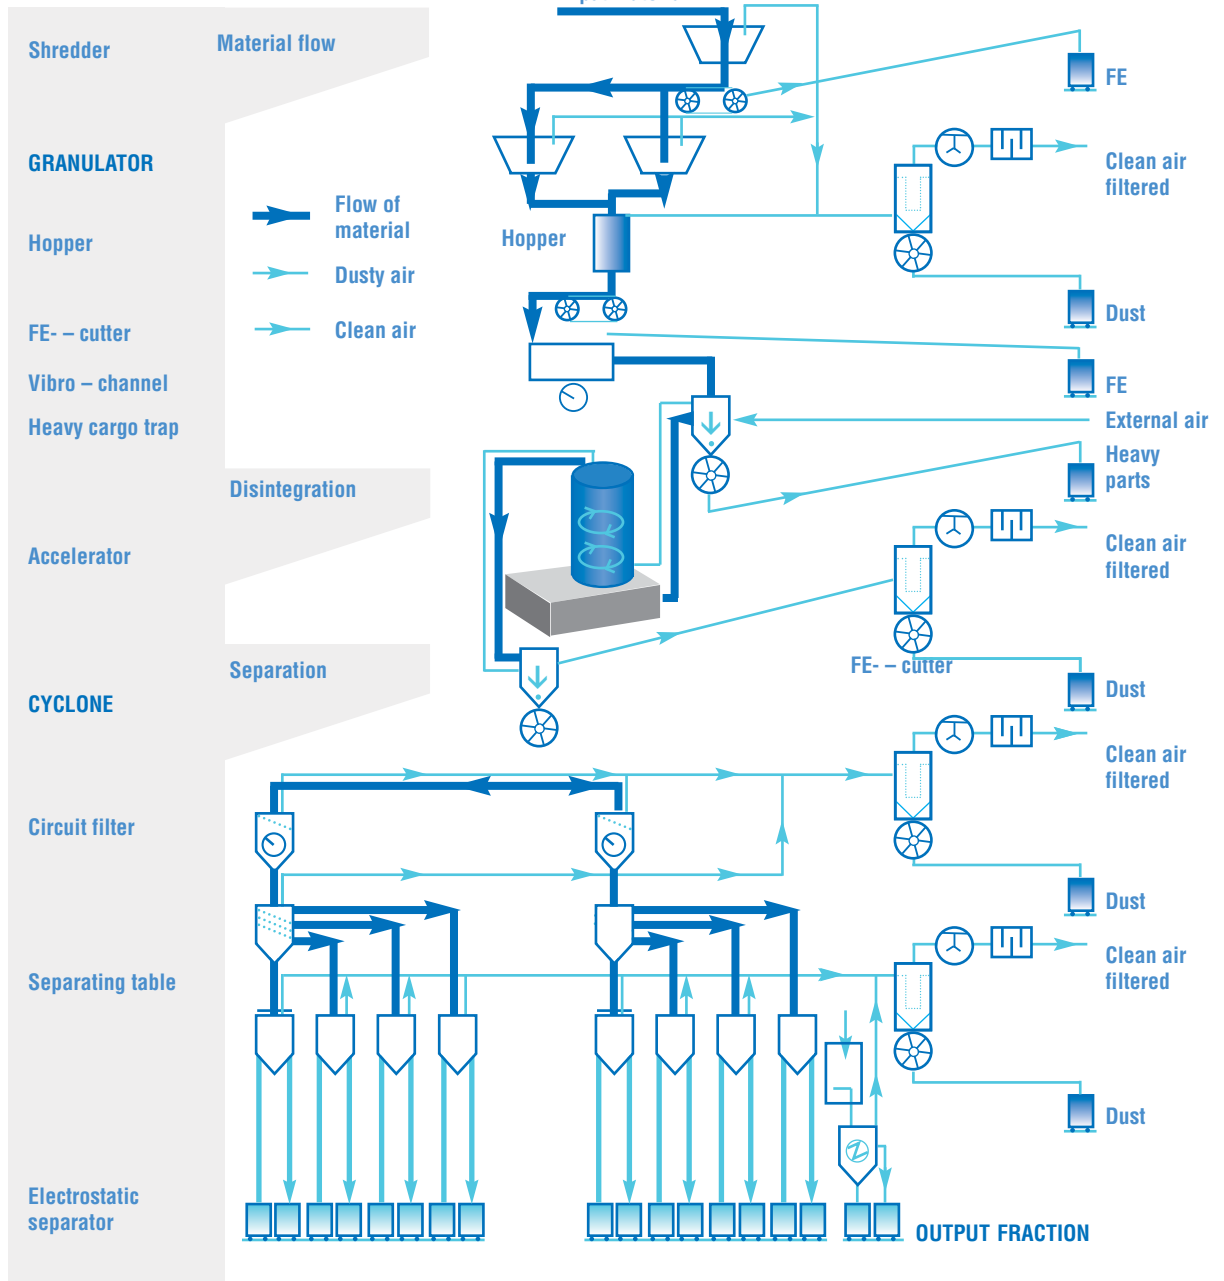 Shredder
Material flow
FE
GRANULATOR
Clean air
filtered
Flow of
material
Hopper
Hopper
Dusty air
Dust
FE- – cutter
Clean air
Vibro – channel
FE
Heavy cargo trap
External air
Heavy
parts
Disintegration
Accelerator
Clean air
filtered
Separation
FE- – cutter
Dust
CYCLONE
Clean air
filtered
Circuit filter
Dust
Separating table
Clean air
filtered
Dust
Electrostatic
separator
OUTPUT FRACTION